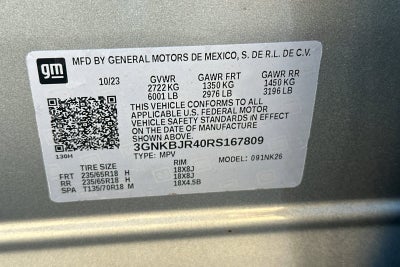 gm
MFD BY GENERAL MOTORS DE MEXICO, S. DE R.L. DE C.V.
10/23 GVWR GAWR FRT GAWR RR
2722 KG 1350 KG 1450 KG
6001 LB 2976 LB 3196 LB
THIS VEHICLE CONFORMS TO ALL
APPLICABLE U.S. FEDERAL MOTOR
VEHICLE SAFETY STANDARDS IN EFFECT
ON THE DATE OF MANUFACTURE SHOWN ABOVE.
3GNKBJR40RS167809
130H TYPE: MPV MODEL: 091NK26
TIRE SIZE RIM
FRT 235/65R18 H 18X8J
RR 235/65R18 H 18X8J
SPA T135/70R18 M 18X4.5B